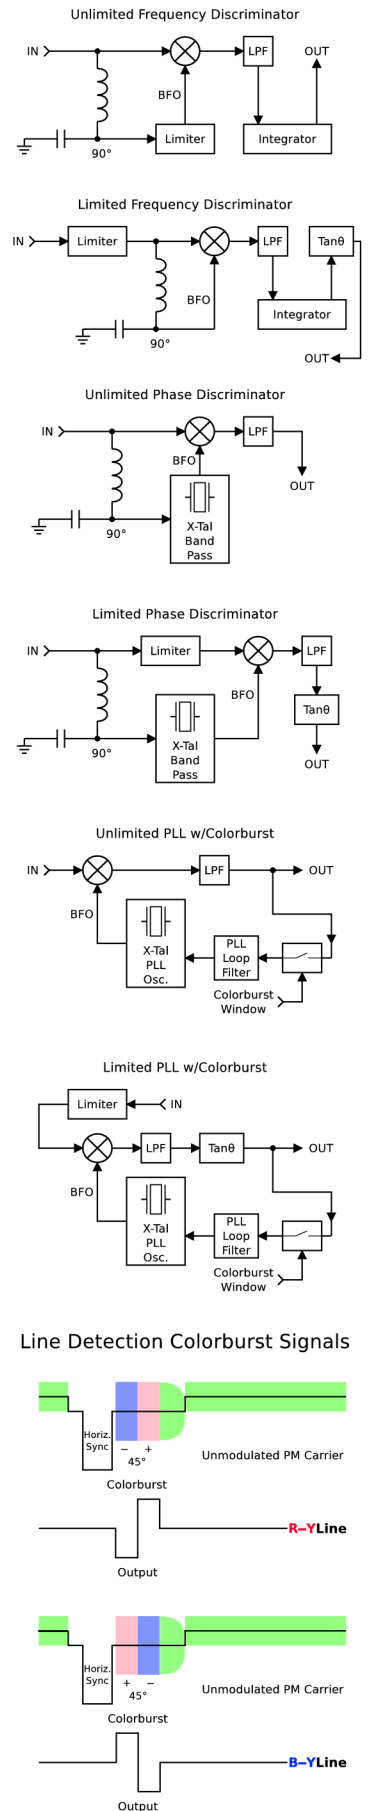 Unlimited Frequency Discriminator
IN
LPF
OUT
BFO
Limiter
Integrator
90°
Limited Frequency Discriminator
IN
Limiter
LPF
Tanθ
BFO
Integrator
90°
OUT
Unlimited Phase Discriminator
IN
LPF
BFO
OUT
X-Tal
Band
Pass
90°
Limited Phase Discriminator
IN
Limiter
LPF
BFO
Tanθ
X-Tal
Band
Pass
90°
OUT
Unlimited PLL w/Colorburst
IN
LPF
OUT
BFO
X-Tal
PLL
Osc.
PLL
Loop
Filter
Colorburst
Window
Limited PLL w/Colorburst
Limiter
IN
LPF
Tanθ
OUT
BFO
X-Tal
PLL
Osc.
PLL
Loop
Filter
Colorburst
Window
Line Detection Colorburst Signals
Horiz.
Sync
− +
45°
Unmodulated PM Carrier
Colorburst
R−YLine
Output
Horiz.
Sync
+ −
45°
Unmodulated PM Carrier
Colorburst
B−YLine
Output